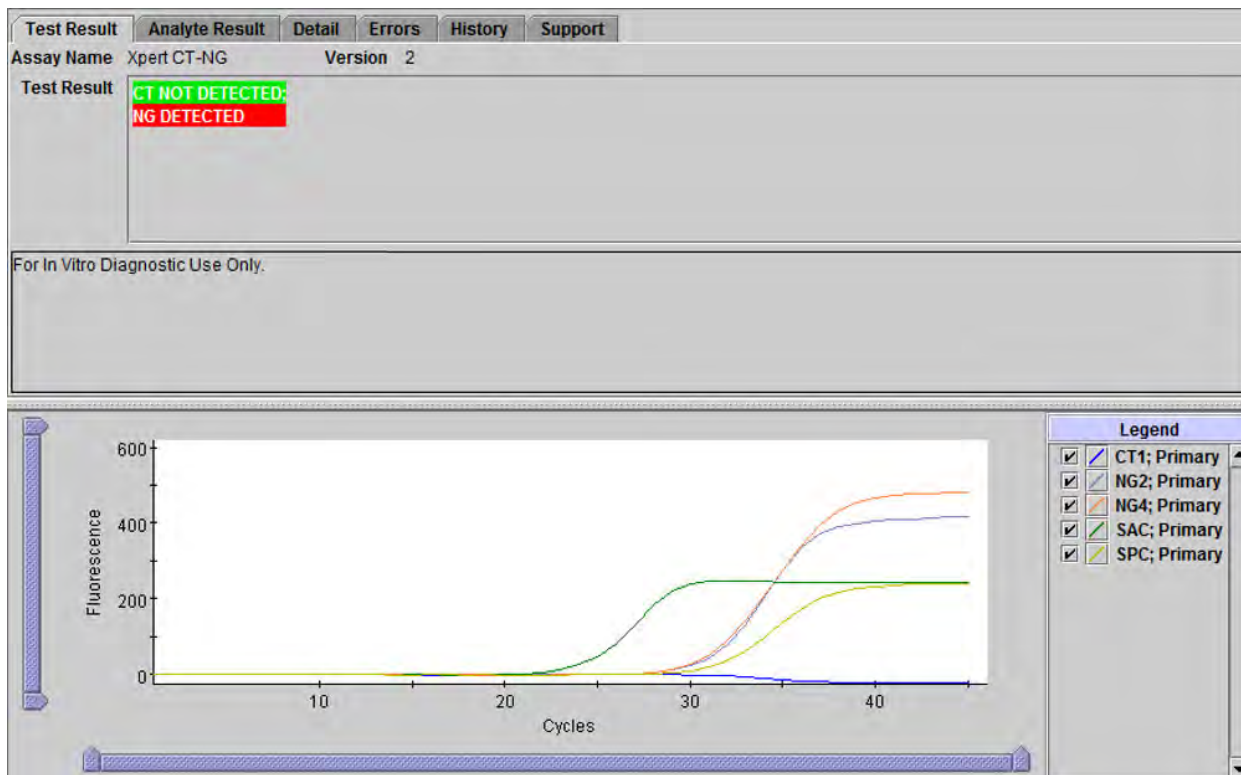 Test Result Analyte Result Detail Errors History Support
Assay Name Xpert CT-NG Version 2
Test Result
CT NOT DETECTED;
NG DETECTED
For In Vitro Diagnostic Use Only.
600
400
200
0
Fluorescence
10 20 30 40
Cycles
Legend
CT1; Primary
NG2; Primary
NG4; Primary
SAC; Primary
SPC; Primary